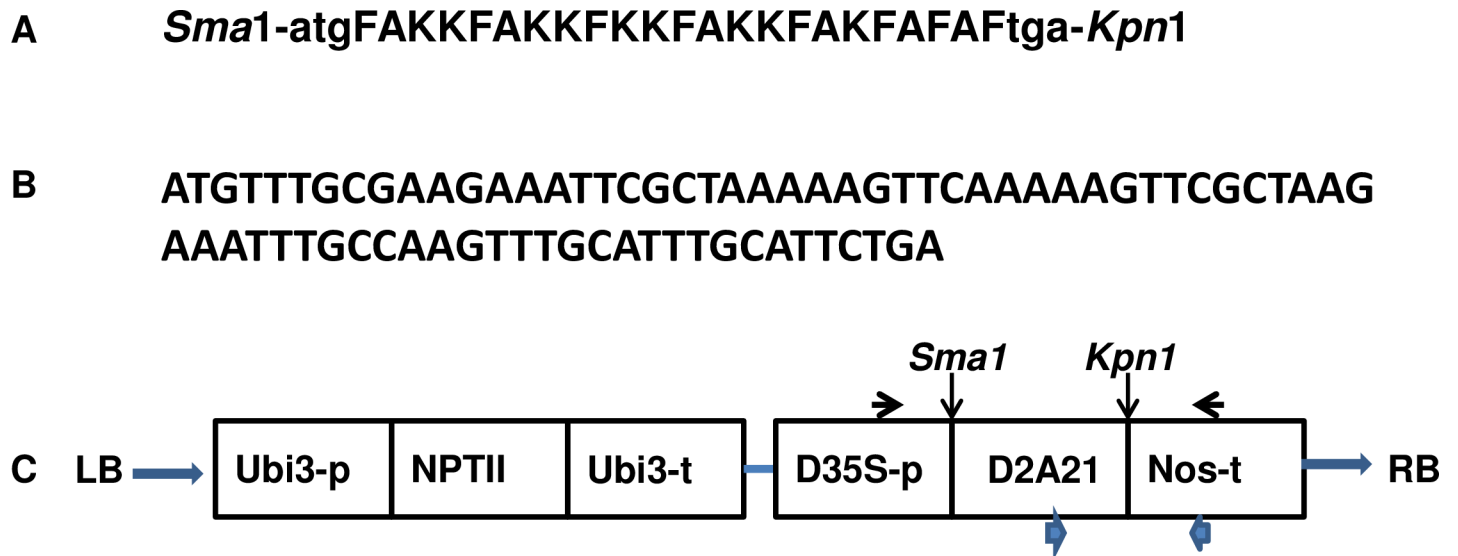 A Sma1-atgFAKKFAKKFKKFAKKFAKFAFAFtga-Kpn1
B ATGTTTGCGAAGAAATTCGCTAAAAAGTTCAAAAAGTTCGCTAAG
AAATTTGCCAAGTTTGCATTTGCATTCTGA
Sma1 Kpn1
C LB Ubi3-p NPTII Ubi3-t D35S-p D2A21 Nos-t RB